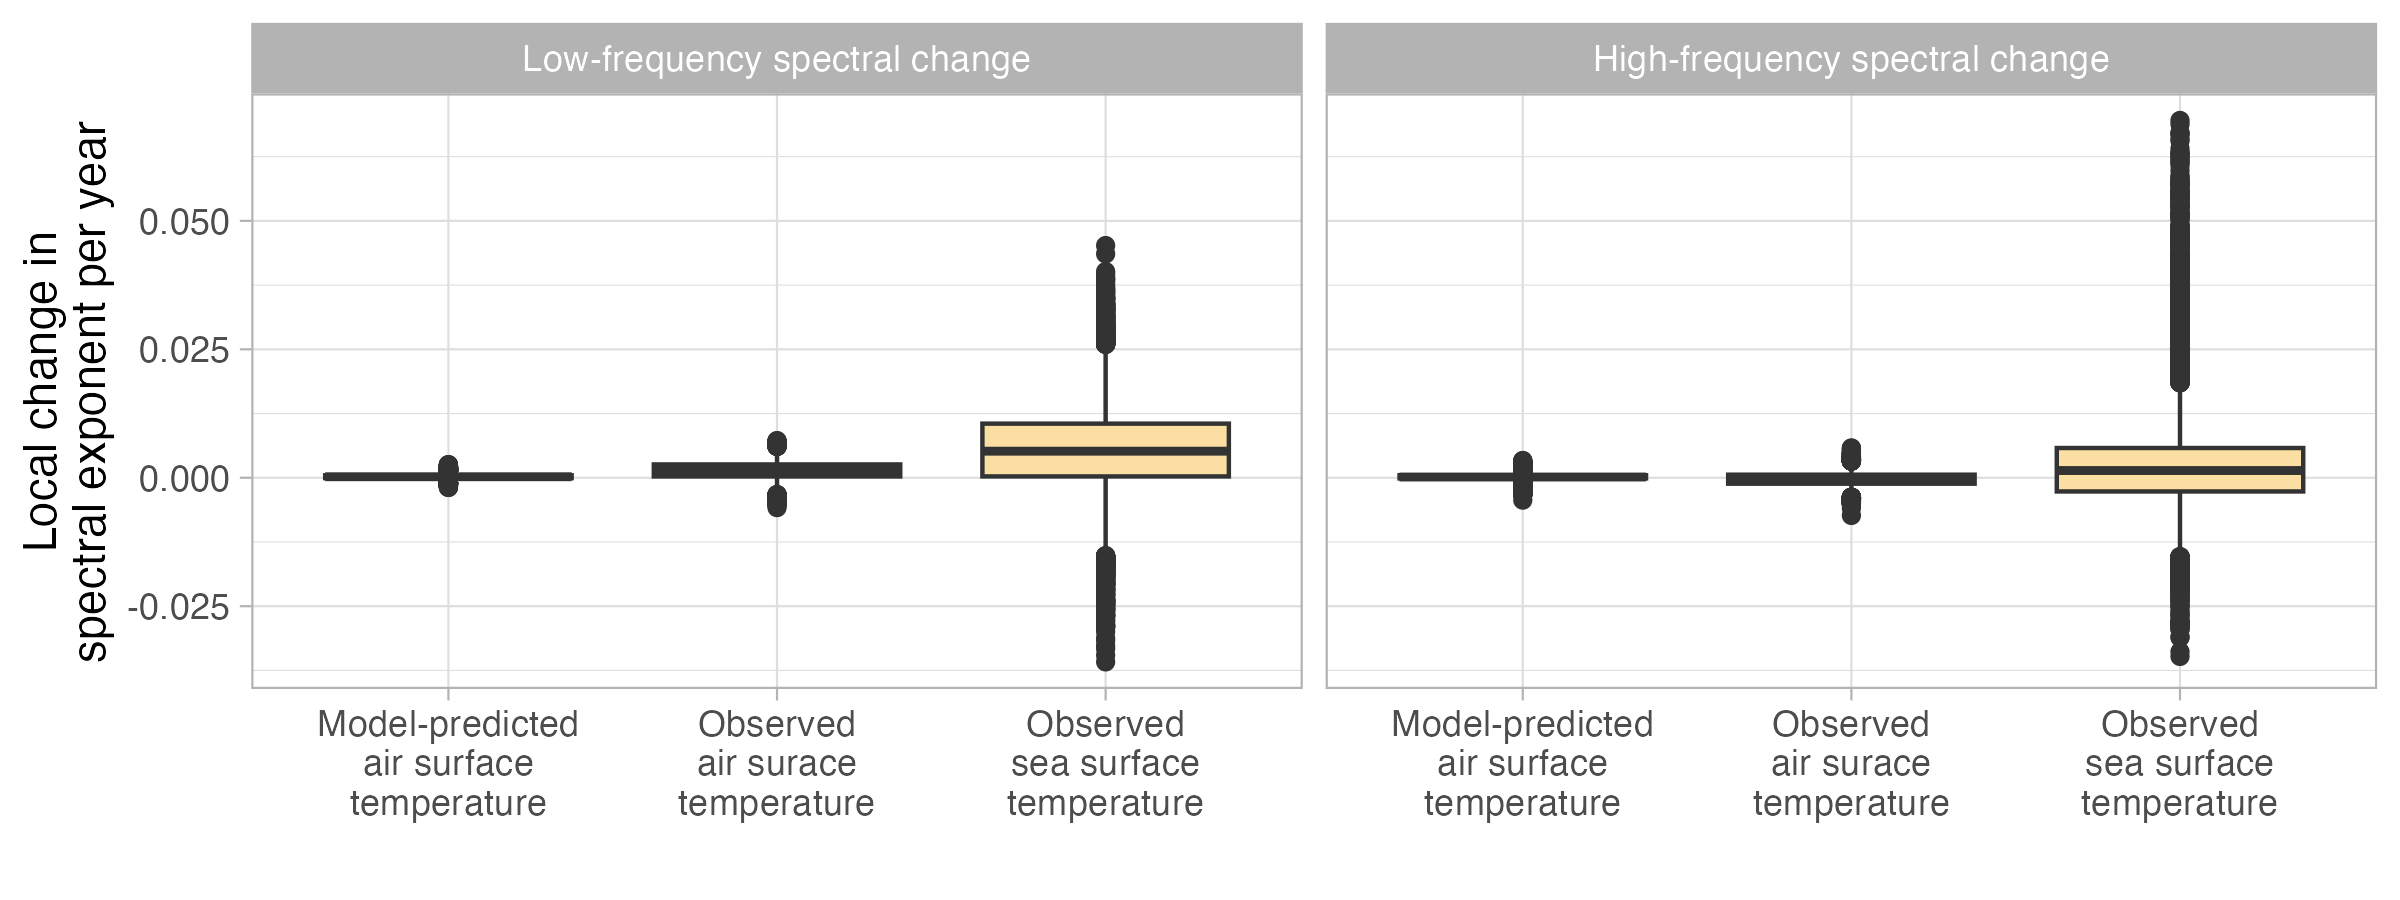 Low-frequency spectral change
High-frequency spectral change
Local change in
spectral exponent per year
0.050
0.025
0.000
-0.025
Model-predicted
air surface
temperature
Observed
air surace
temperature
Observed
sea surface
temperature
Model-predicted
air surface
temperature
Observed
air surace
temperature
Observed
sea surface
temperature